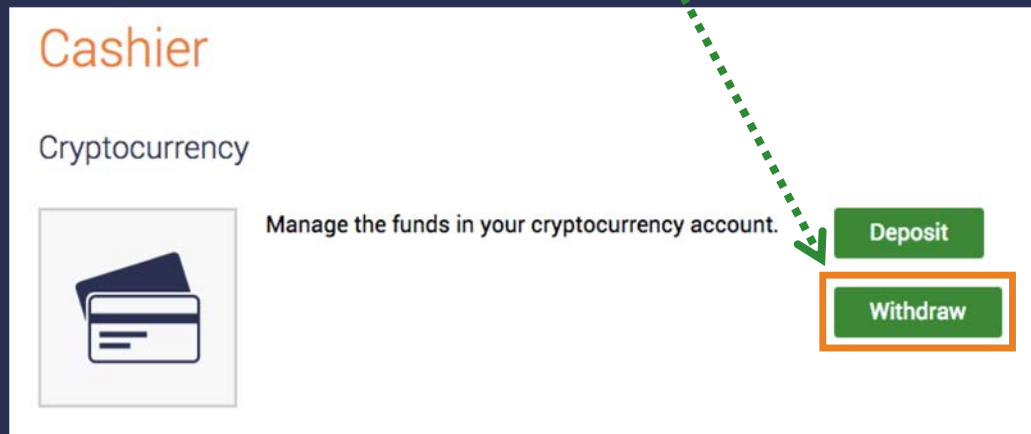 Cashier
Cryptocurrency
Manage the funds in your cryptocurrency account.
Deposit
Withdraw